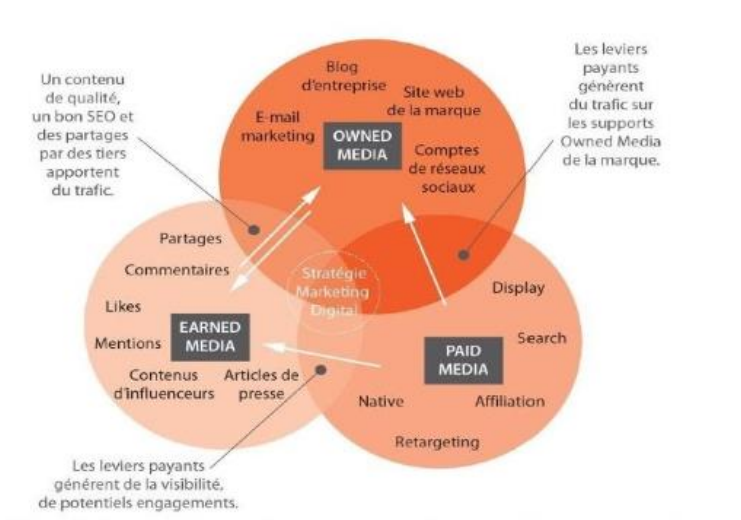 Un contenu
de qualité,
un bon SEO et
des partages
par des tiers
apportent
du trafic.
Blog
d'entreprise
Site web
de la marque
E-mail
marketing
OWNED
MEDIA
Comptes
de réseaux
sociaux
Les leviers
payants
génèrent
du trafic sur
les supports
Owned Media
de la marque.
Partages
Commentaires
Likes
Mentions
EARNED
MEDIA
Contenus
d'influenceurs
Articles de
presse
Stratégie
Marketing
Digital
Display
Search
PAID
MEDIA
Native
Affiliation
Retargeting
Les leviers payants
générent de la visibilité,
de potentiels engagements.